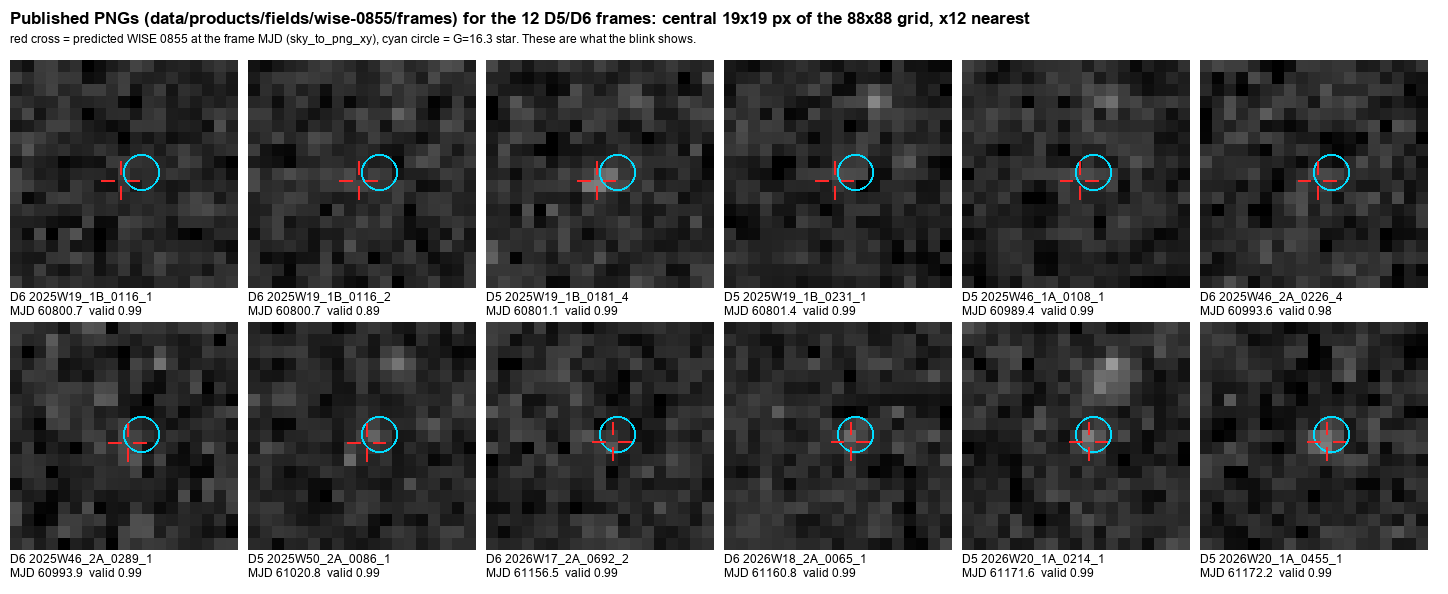 Published PNGs (data/products/fields/wise-0855/frames) for the 12 D5/D6 frames: central 19x19 px of the 88x88 grid, x12 nearest
red cross = predicted WISE 0855 at the frame MJD (sky_to_png_xy), cyan circle = G=16.3 star. These are what the blink shows.
D6 2025W19_1B_0116_1
MJD 60800.7 valid 0.99
D6 2025W19_1B_0116_2
MJD 60800.7 valid 0.89
D5 2025W19_1B_0181_4
MJD 60801.1 valid 0.99
D5 2025W19_1B_0231_1
MJD 60801.4 valid 0.99
D5 2025W46_1A_0108_1
MJD 60989.4 valid 0.99
D6 2025W46_2A_0226_4
MJD 60993.6 valid 0.98
D6 2025W46_2A_0289_1
MJD 60993.9 valid 0.99
D5 2025W50_2A_0086_1
MJD 61020.8 valid 0.99
D6 2026W17_2A_0692_2
MJD 61156.5 valid 0.99
D6 2026W18_2A_0065_1
MJD 61160.8 valid 0.99
D5 2026W20_1A_0214_1
MJD 61171.6 valid 0.99
D5 2026W20_1A_0455_1
MJD 61172.2 valid 0.99